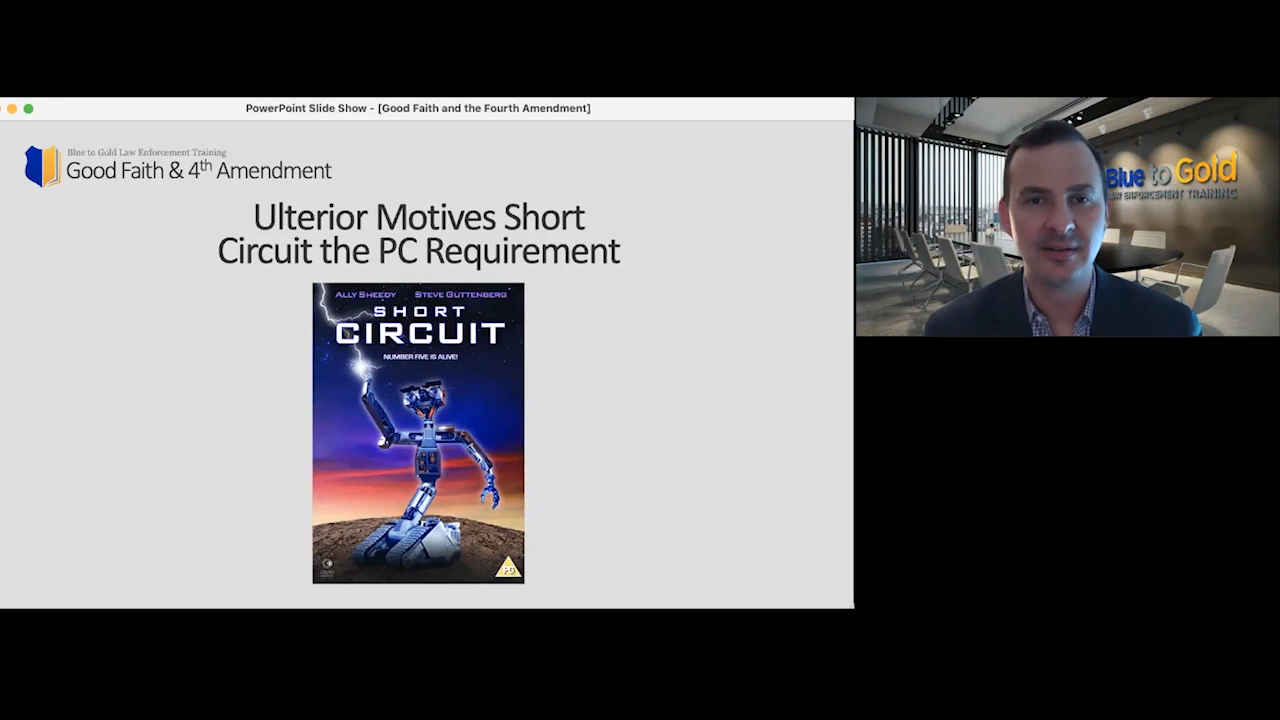 PowerPoint Slide Show - [Good Faith and the Fourth Amendment]
Blue to Gold Law Enforcement Training
Good Faith & 4th Amendment
Ulterior Motives Short
Circuit the PC Requirement
ALLY SHEEDY STEVE GUTTENBERG
SHORT
CIRCUIT
NUMBER FIVE IS ALIVE!
PG
Blue to Gold
LAW ENFORCEMENT TRAINING